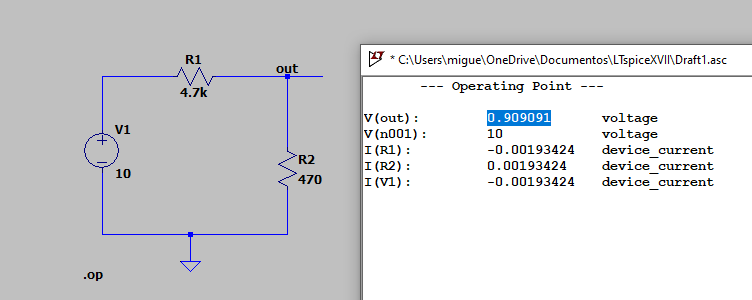 R1
out
4.7k
V1
10
R2
470
.op
* C:\Users\migue\OneDrive\Documentos\LTspiceXVII\Draft1.asc
--- Operating Point ---
V(out): 0.909091 voltage
V(n001): 10 voltage
I(R1): -0.00193424 device_current
I(R2): 0.00193424 device_current
I(V1): -0.00193424 device_current